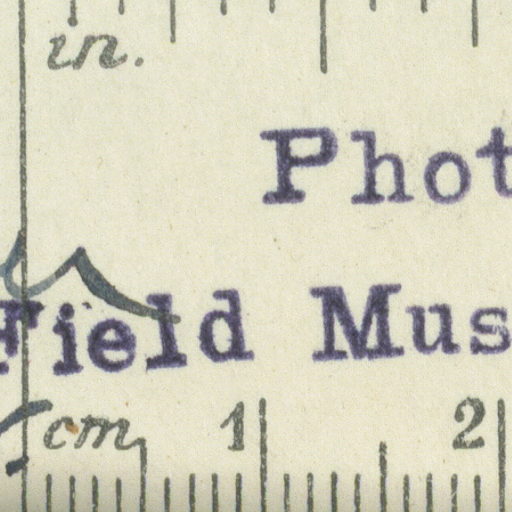 in.
Phot
Field Mus
cm 1 2